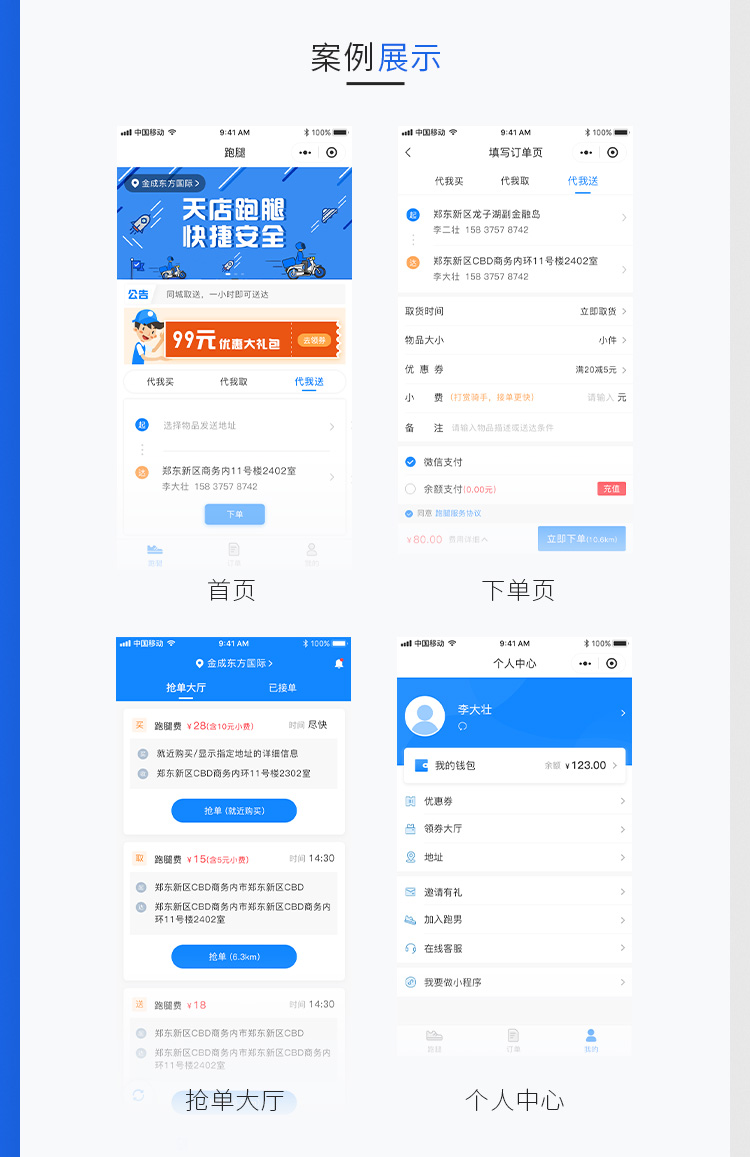 案例展示
中国移动 9:41 AM 100%
跑腿
金成东方国际
天店跑腿
快捷安全
公告 同城取送，一小时即可送达
99元优惠大礼包 去领券
代我买 代我取 代我送
起 选择物品发送地址
达 郑东新区商务内11号楼2402室
李大壮 158 3757 8742
下单
跑腿 订单 我的
首页
中国移动 9:41 AM 100%
填写订单页
代我买 代我取 代我送
起 郑东新区龙子湖副金融岛
李二壮 158 3757 8742
达 郑东新区CBD商务内环11号楼2402室
李大壮 158 3757 8742
取货时间 立即取货
物品大小 小件
优惠券 满20减5元
小费（打赏骑手，接单更快） 请输入 元
备注 请输入物品描述或送达条件
微信支付
余额支付(0.00元) 充值
同意 跑腿服务协议
¥80.00 费用详细 立即下单(10.6km)
下单页
中国移动 9:41 AM 100%
金成东方国际
抢单大厅 已接单
买 跑腿费 ¥28(含10元小费) 时间 尽快
就近购买/显示指定地址的详细信息
郑东新区CBD商务内环11号楼2302室
抢单 (就近购买)
取 跑腿费 ¥15(含5元小费) 时间 14:30
郑东新区CBD商务内市郑东新区CBD
郑东新区CBD商务内市郑东新区CBD商务内
环11号楼2402室
抢单 (6.3km)
送 跑腿费 ¥18 时间 14:30
郑东新区CBD商务内市郑东新区CBD
郑东新区CBD商务内市郑东新区CBD商务内
环11号楼2402室
抢单大厅
中国移动 9:41 AM 100%
个人中心
李大壮
我的钱包 余额 ¥123.00
优惠券
领券大厅
地址
邀请有礼
加入跑男
在线客服
我要做小程序
跑腿 订单 我的
个人中心